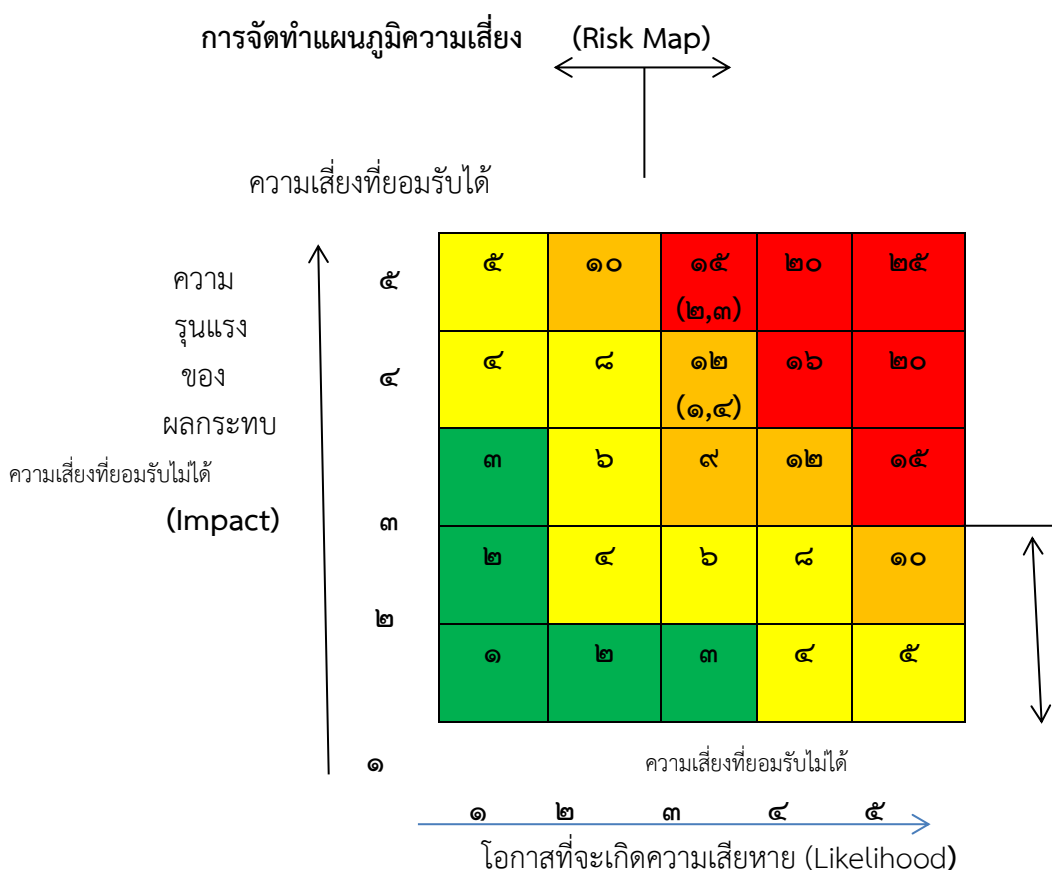 การจัดทำแผนภูมิความเสี่ยง (Risk Map)
ความเสี่ยงที่ยอมรับได้
ความ
รุนแรง
ของ
ผลกระทบ
ความเสี่ยงที่ยอมรับไม่ได้
(Impact)
๕
๔
๓
๒
๑
๕ ๑๐ ๑๕ ๒๐ ๒๕
(๒,๓)
๔ ๘ ๑๒ ๑๖ ๒๐
(๑,๔)
๓ ๖ ๙ ๑๒ ๑๕
๒ ๔ ๖ ๘ ๑๐
๑ ๒ ๓ ๔ ๕
ความเสี่ยงที่ยอมรับไม่ได้
๑ ๒ ๓ ๔ ๕
โอกาสที่จะเกิดความเสียหาย (Likelihood)